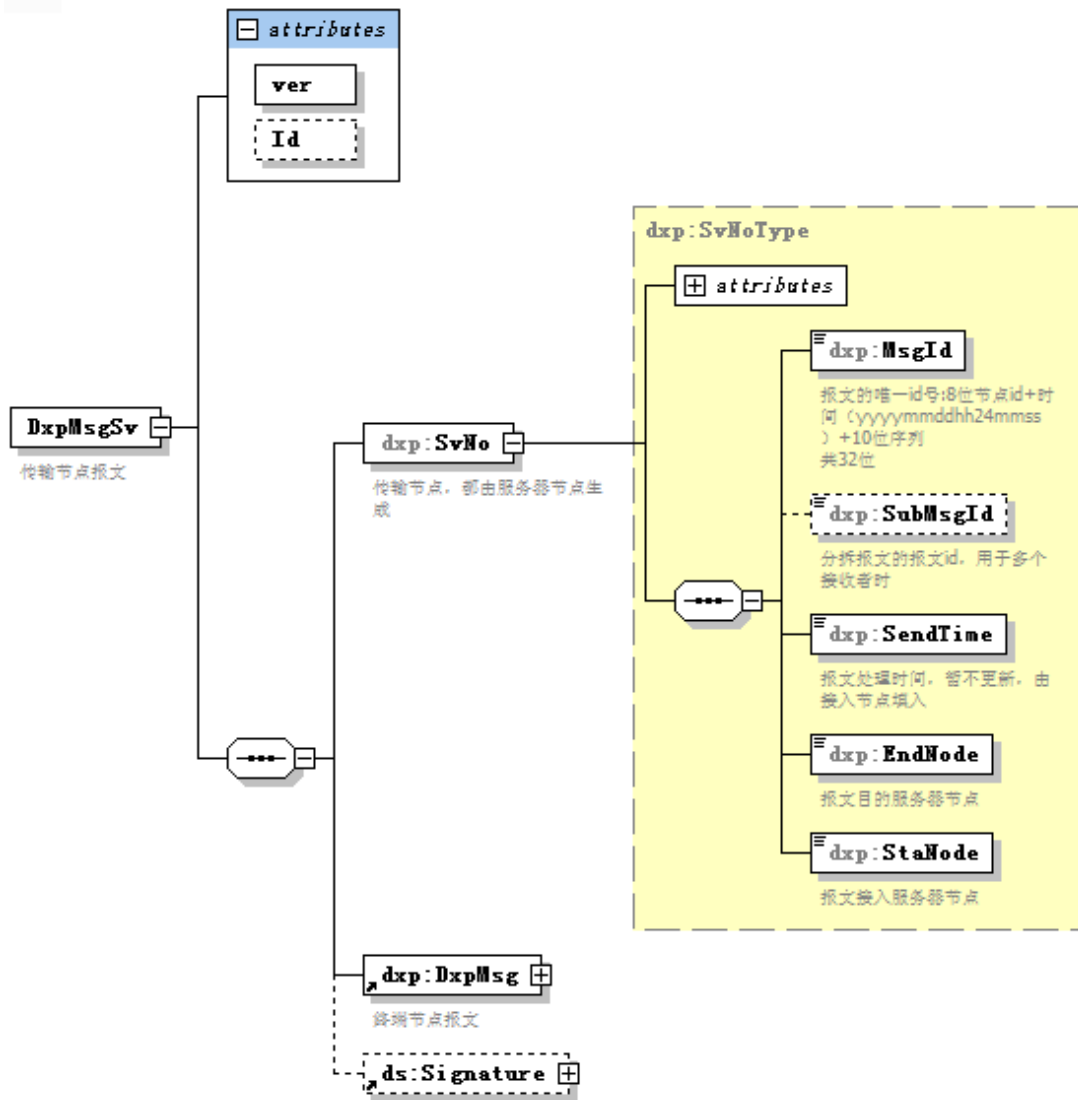 attributes
ver
Id
dxp:SvNoType
attributes
dxp:MsgId
报文的唯一id号:8位节点id+时
间（yyyymmddhh24mmss
）+10位序列
共32位
DxpMsgSv
传输节点报文
dxp:SvNo
传输节点，都由服务器节点生
成
dxp:SubMsgId
分拆报文的报文id，用于多个
接收者时
dxp:SendTime
报文处理时间，暂不更新，由
接入节点填入
dxp:EndNode
报文目的服务器节点
dxp:StaNode
报文接入服务器节点
dxp:DxpMsg
终端节点报文
ds:Signature